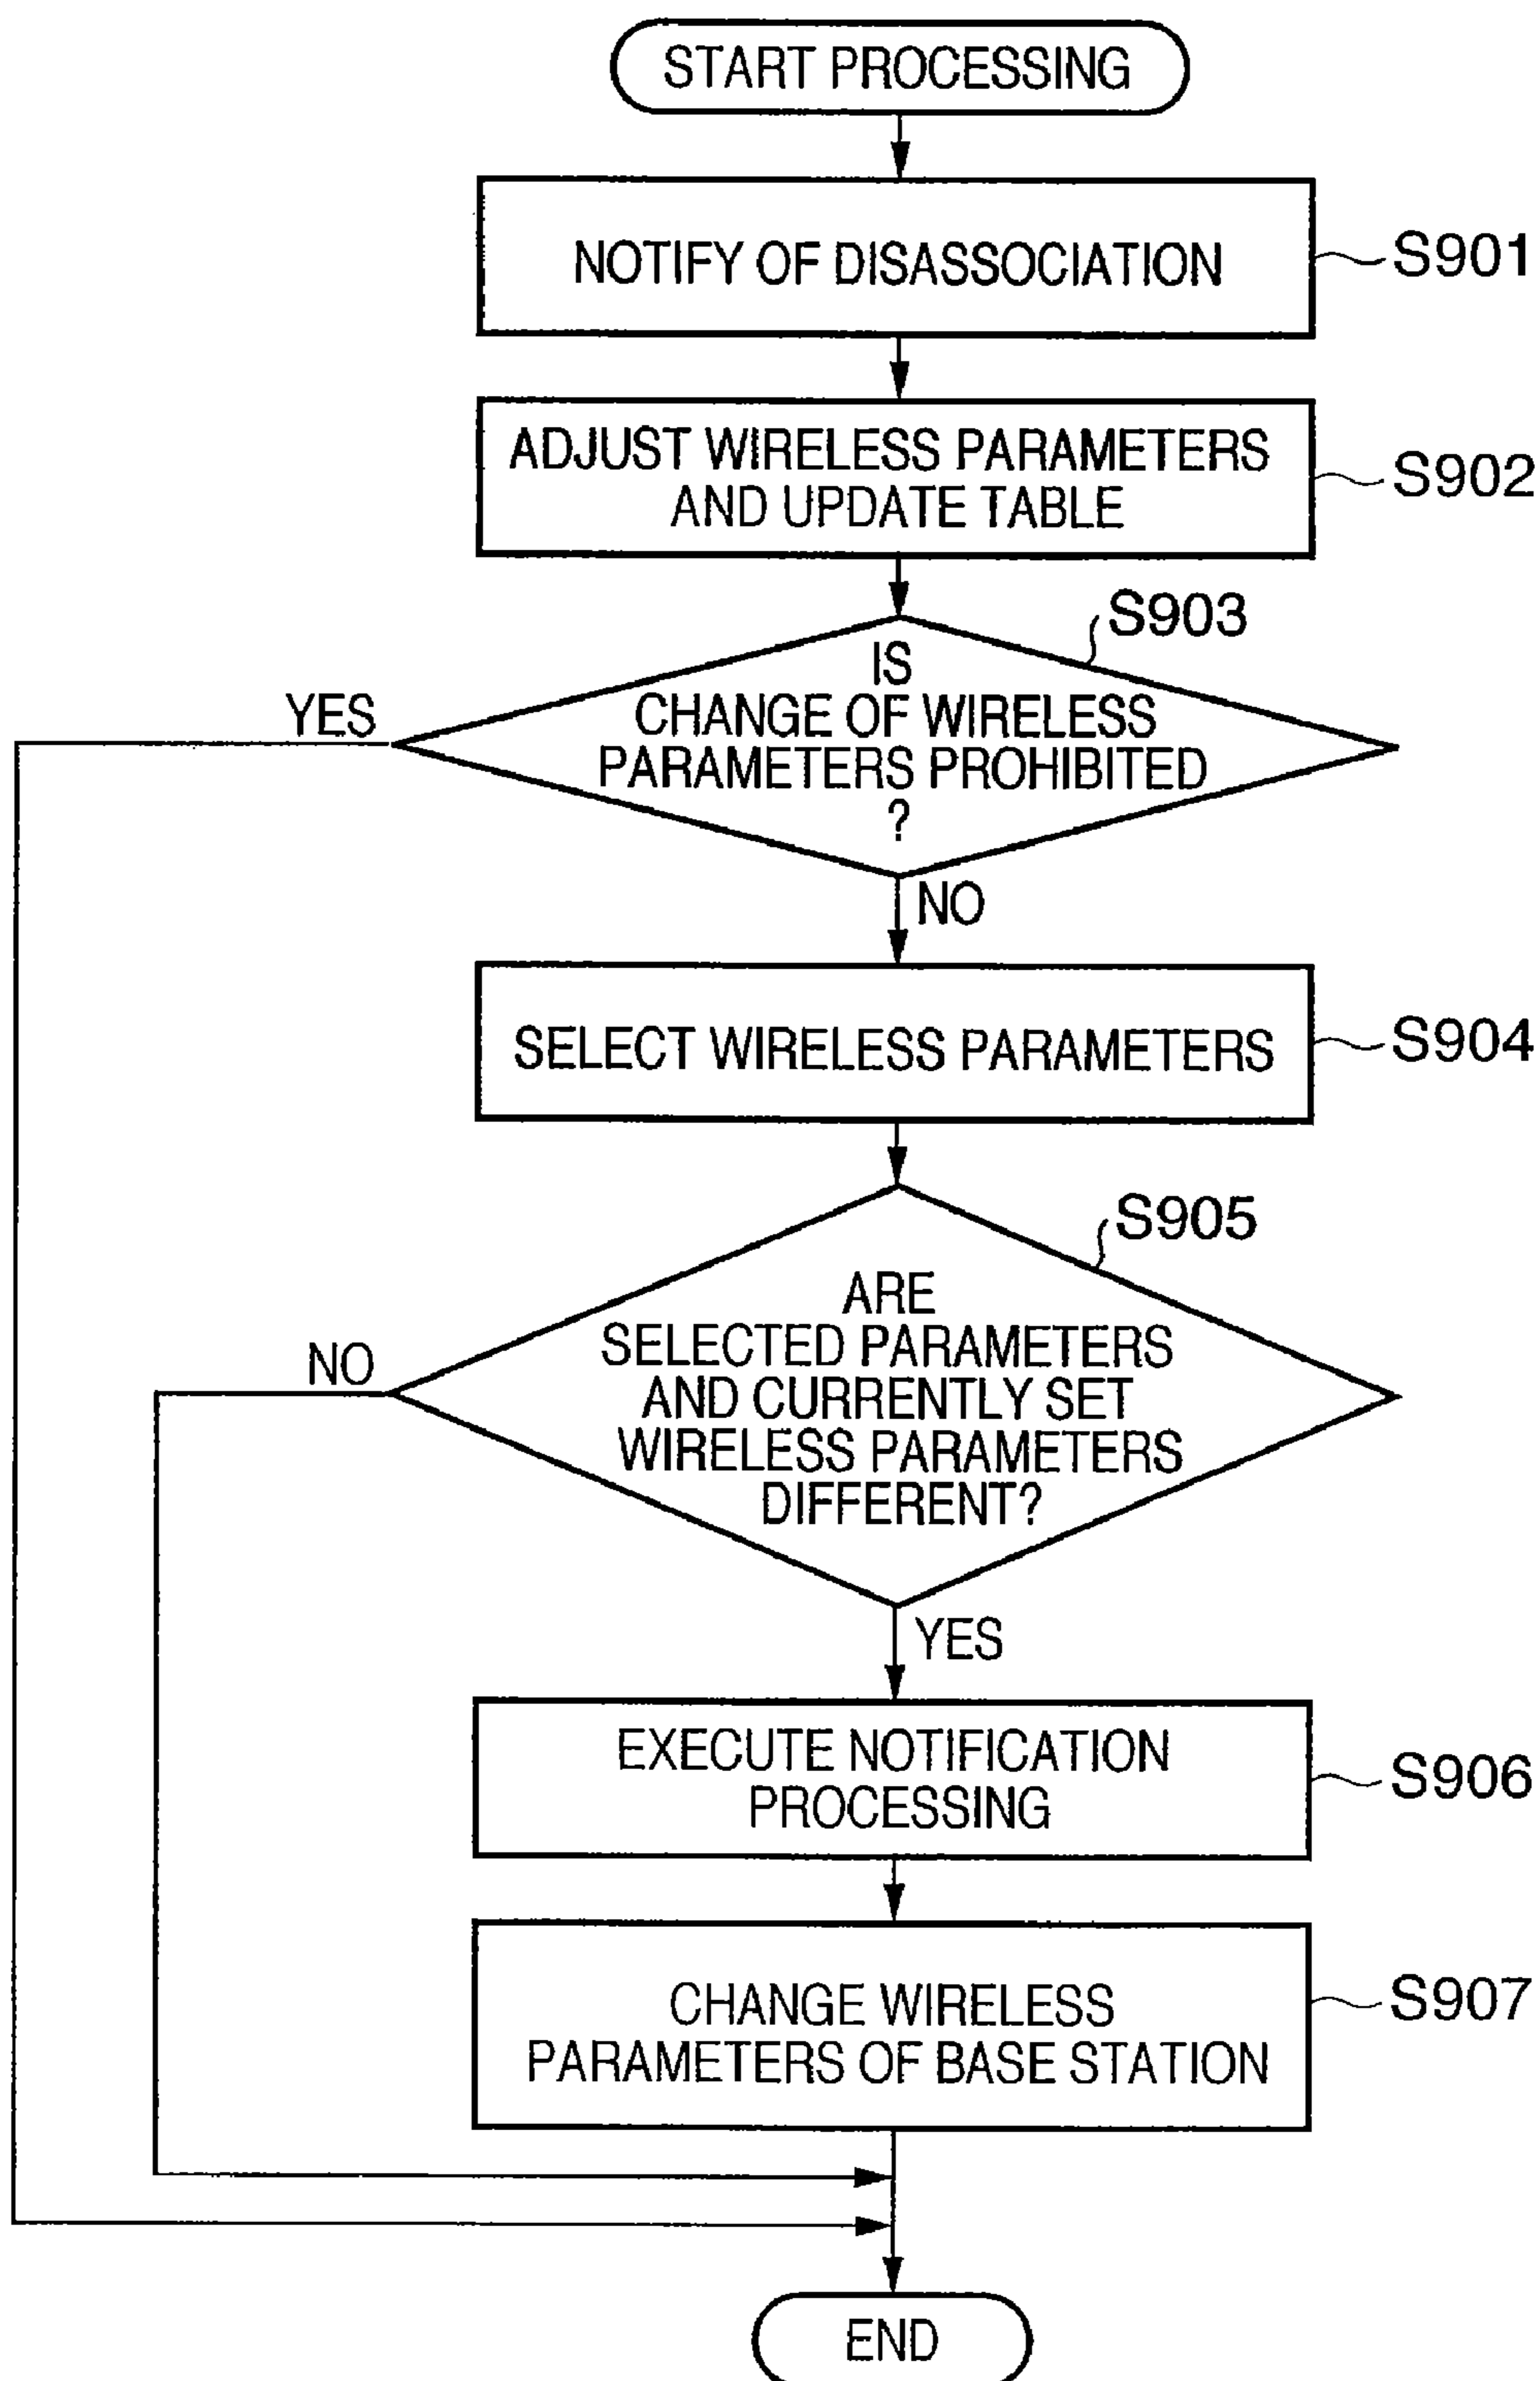 START PROCESSING
NOTIFY OF DISASSOCIATION
S901
ADJUST WIRELESS PARAMETERS
AND UPDATE TABLE
S902
S903
IS
CHANGE OF WIRELESS
PARAMETERS PROHIBITED
?
YES
NO
SELECT WIRELESS PARAMETERS
S904
S905
ARE
SELECTED PARAMETERS
AND CURRENTLY SET
WIRELESS PARAMETERS
DIFFERENT?
NO
YES
EXECUTE NOTIFICATION
PROCESSING
S906
CHANGE WIRELESS
PARAMETERS OF BASE STATION
S907
END